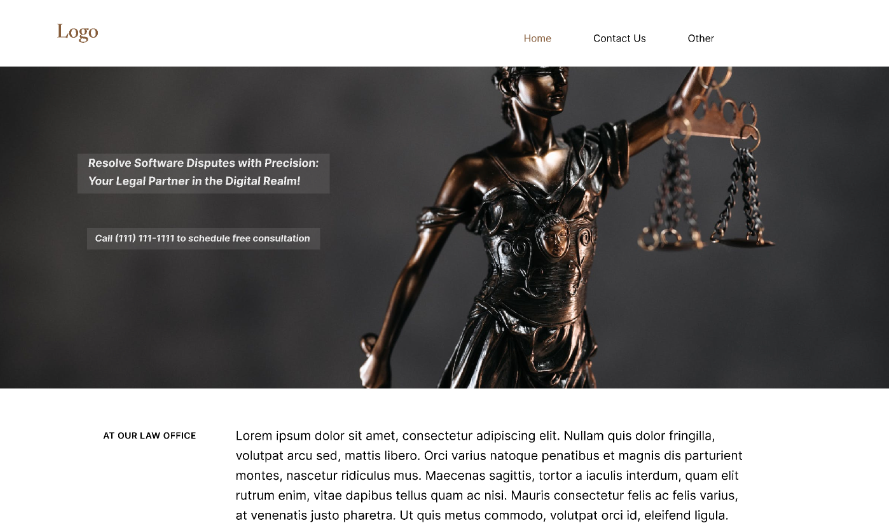 Logo
Home Contact Us Other
Resolve Software Disputes with Precision:
Your Legal Partner in the Digital Realm!
Call (111) 111-1111 to schedule free consultation
AT OUR LAW OFFICE
Lorem ipsum dolor sit amet, consectetur adipiscing elit. Nullam quis dolor fringilla,
volutpat arcu sed, mattis libero. Orci varius natoque penatibus et magnis dis parturient
montes, nascetur ridiculus mus. Maecenas sagittis, tortor a iaculis interdum, quam elit
rutrum enim, vitae dapibus tellus quam ac nisi. Mauris consectetur felis ac felis varius,
at venenatis justo pharetra. Ut quis metus commodo, volutpat orci id, eleifend ligula.